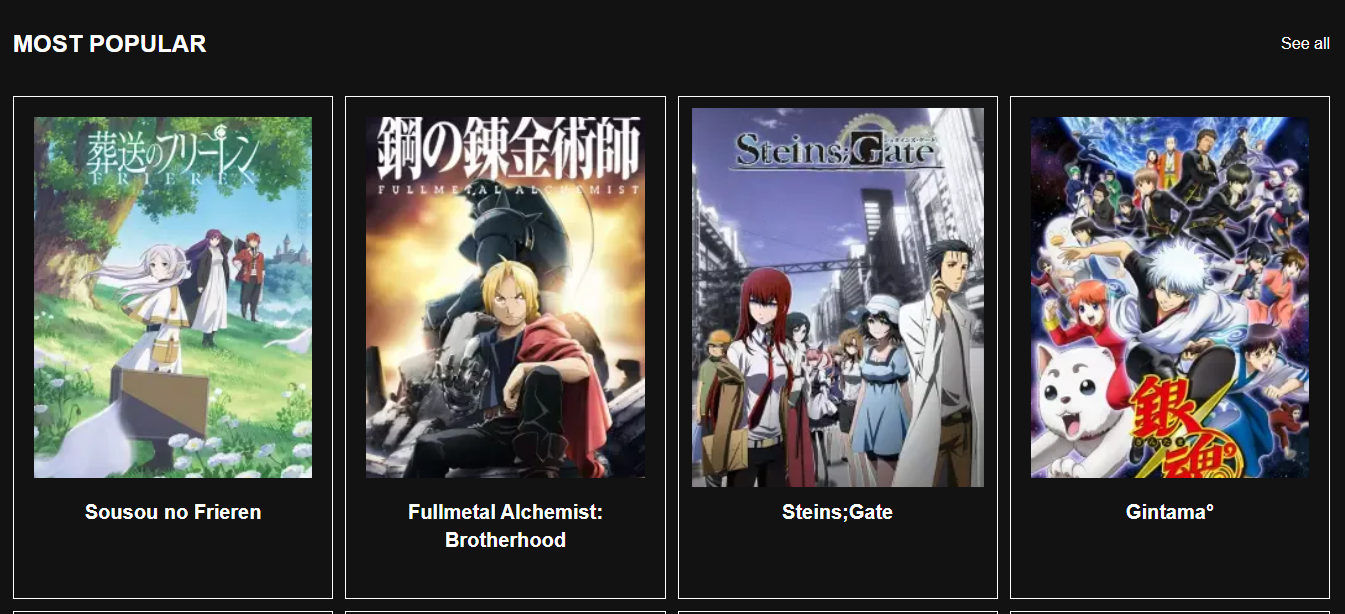 MOST POPULAR
See all
葬送のフリーレン
FRIEREN
鋼の錬金術師
FULLMETAL ALCHEMIST
Steins;Gate
銀魂°
Sousou no Frieren
Fullmetal Alchemist:
Brotherhood
Steins;Gate
Gintama°